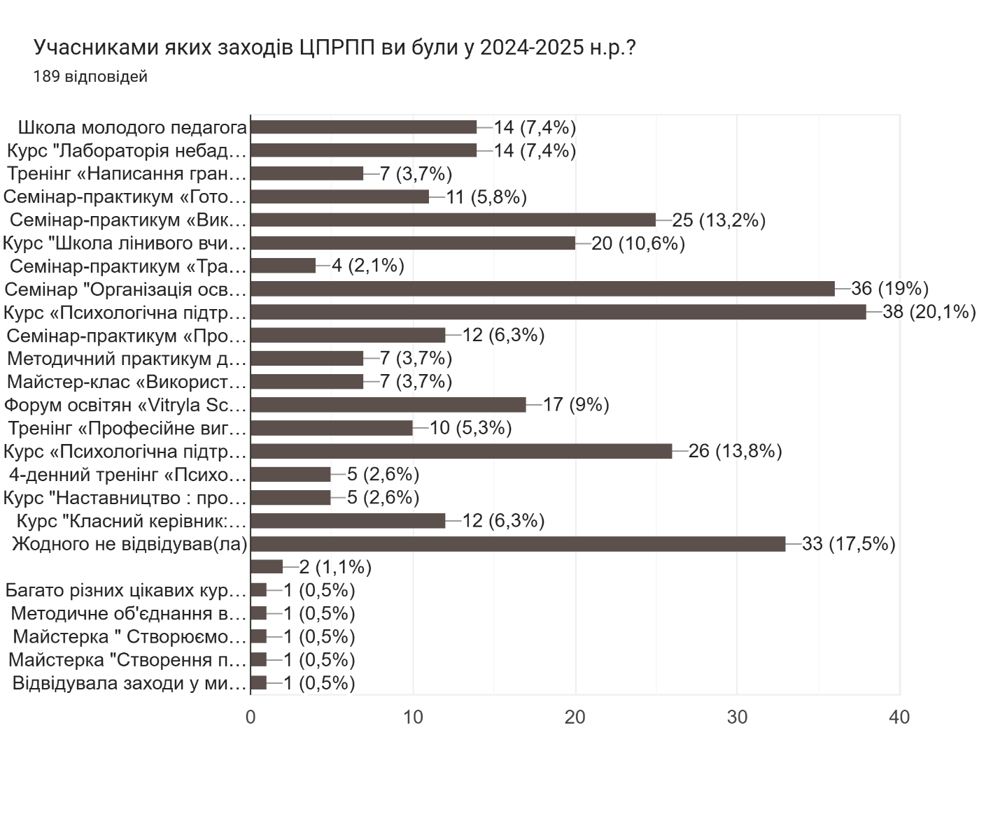 Учасниками яких заходів ЦПРПП ви були у 2024-2025 н.р.?
189 відповідей
Школа молодого педагога 14 (7,4%)
Курс "Лабораторія небад… 14 (7,4%)
Тренінг «Написання гран… 7 (3,7%)
Семінар-практикум «Гото… 11 (5,8%)
Семінар-практикум «Вик… 25 (13,2%)
Курс "Школа лінивого вчи… 20 (10,6%)
Семінар-практикум «Тра… 4 (2,1%)
Семінар "Організація осв… 36 (19%)
Курс «Психологічна підтр… 38 (20,1%)
Семінар-практикум «Про… 12 (6,3%)
Методичний практикум д… 7 (3,7%)
Майстер-клас «Використ… 7 (3,7%)
Форум освітян «Vitryla Sc… 17 (9%)
Тренінг «Професійне виг… 10 (5,3%)
Курс «Психологічна підтр… 26 (13,8%)
4-денний тренінг «Психо… 5 (2,6%)
Курс "Наставництво : про… 5 (2,6%)
Курс "Класний керівник:… 12 (6,3%)
Жодного не відвідував(ла) 33 (17,5%)
2 (1,1%)
Багато різних цікавих кур… 1 (0,5%)
Методичне об'єднання в… 1 (0,5%)
Майстерка " Створюємо… 1 (0,5%)
Майстерка "Створення п… 1 (0,5%)
Відвідувала заходи у ми… 1 (0,5%)
0 10 20 30 40